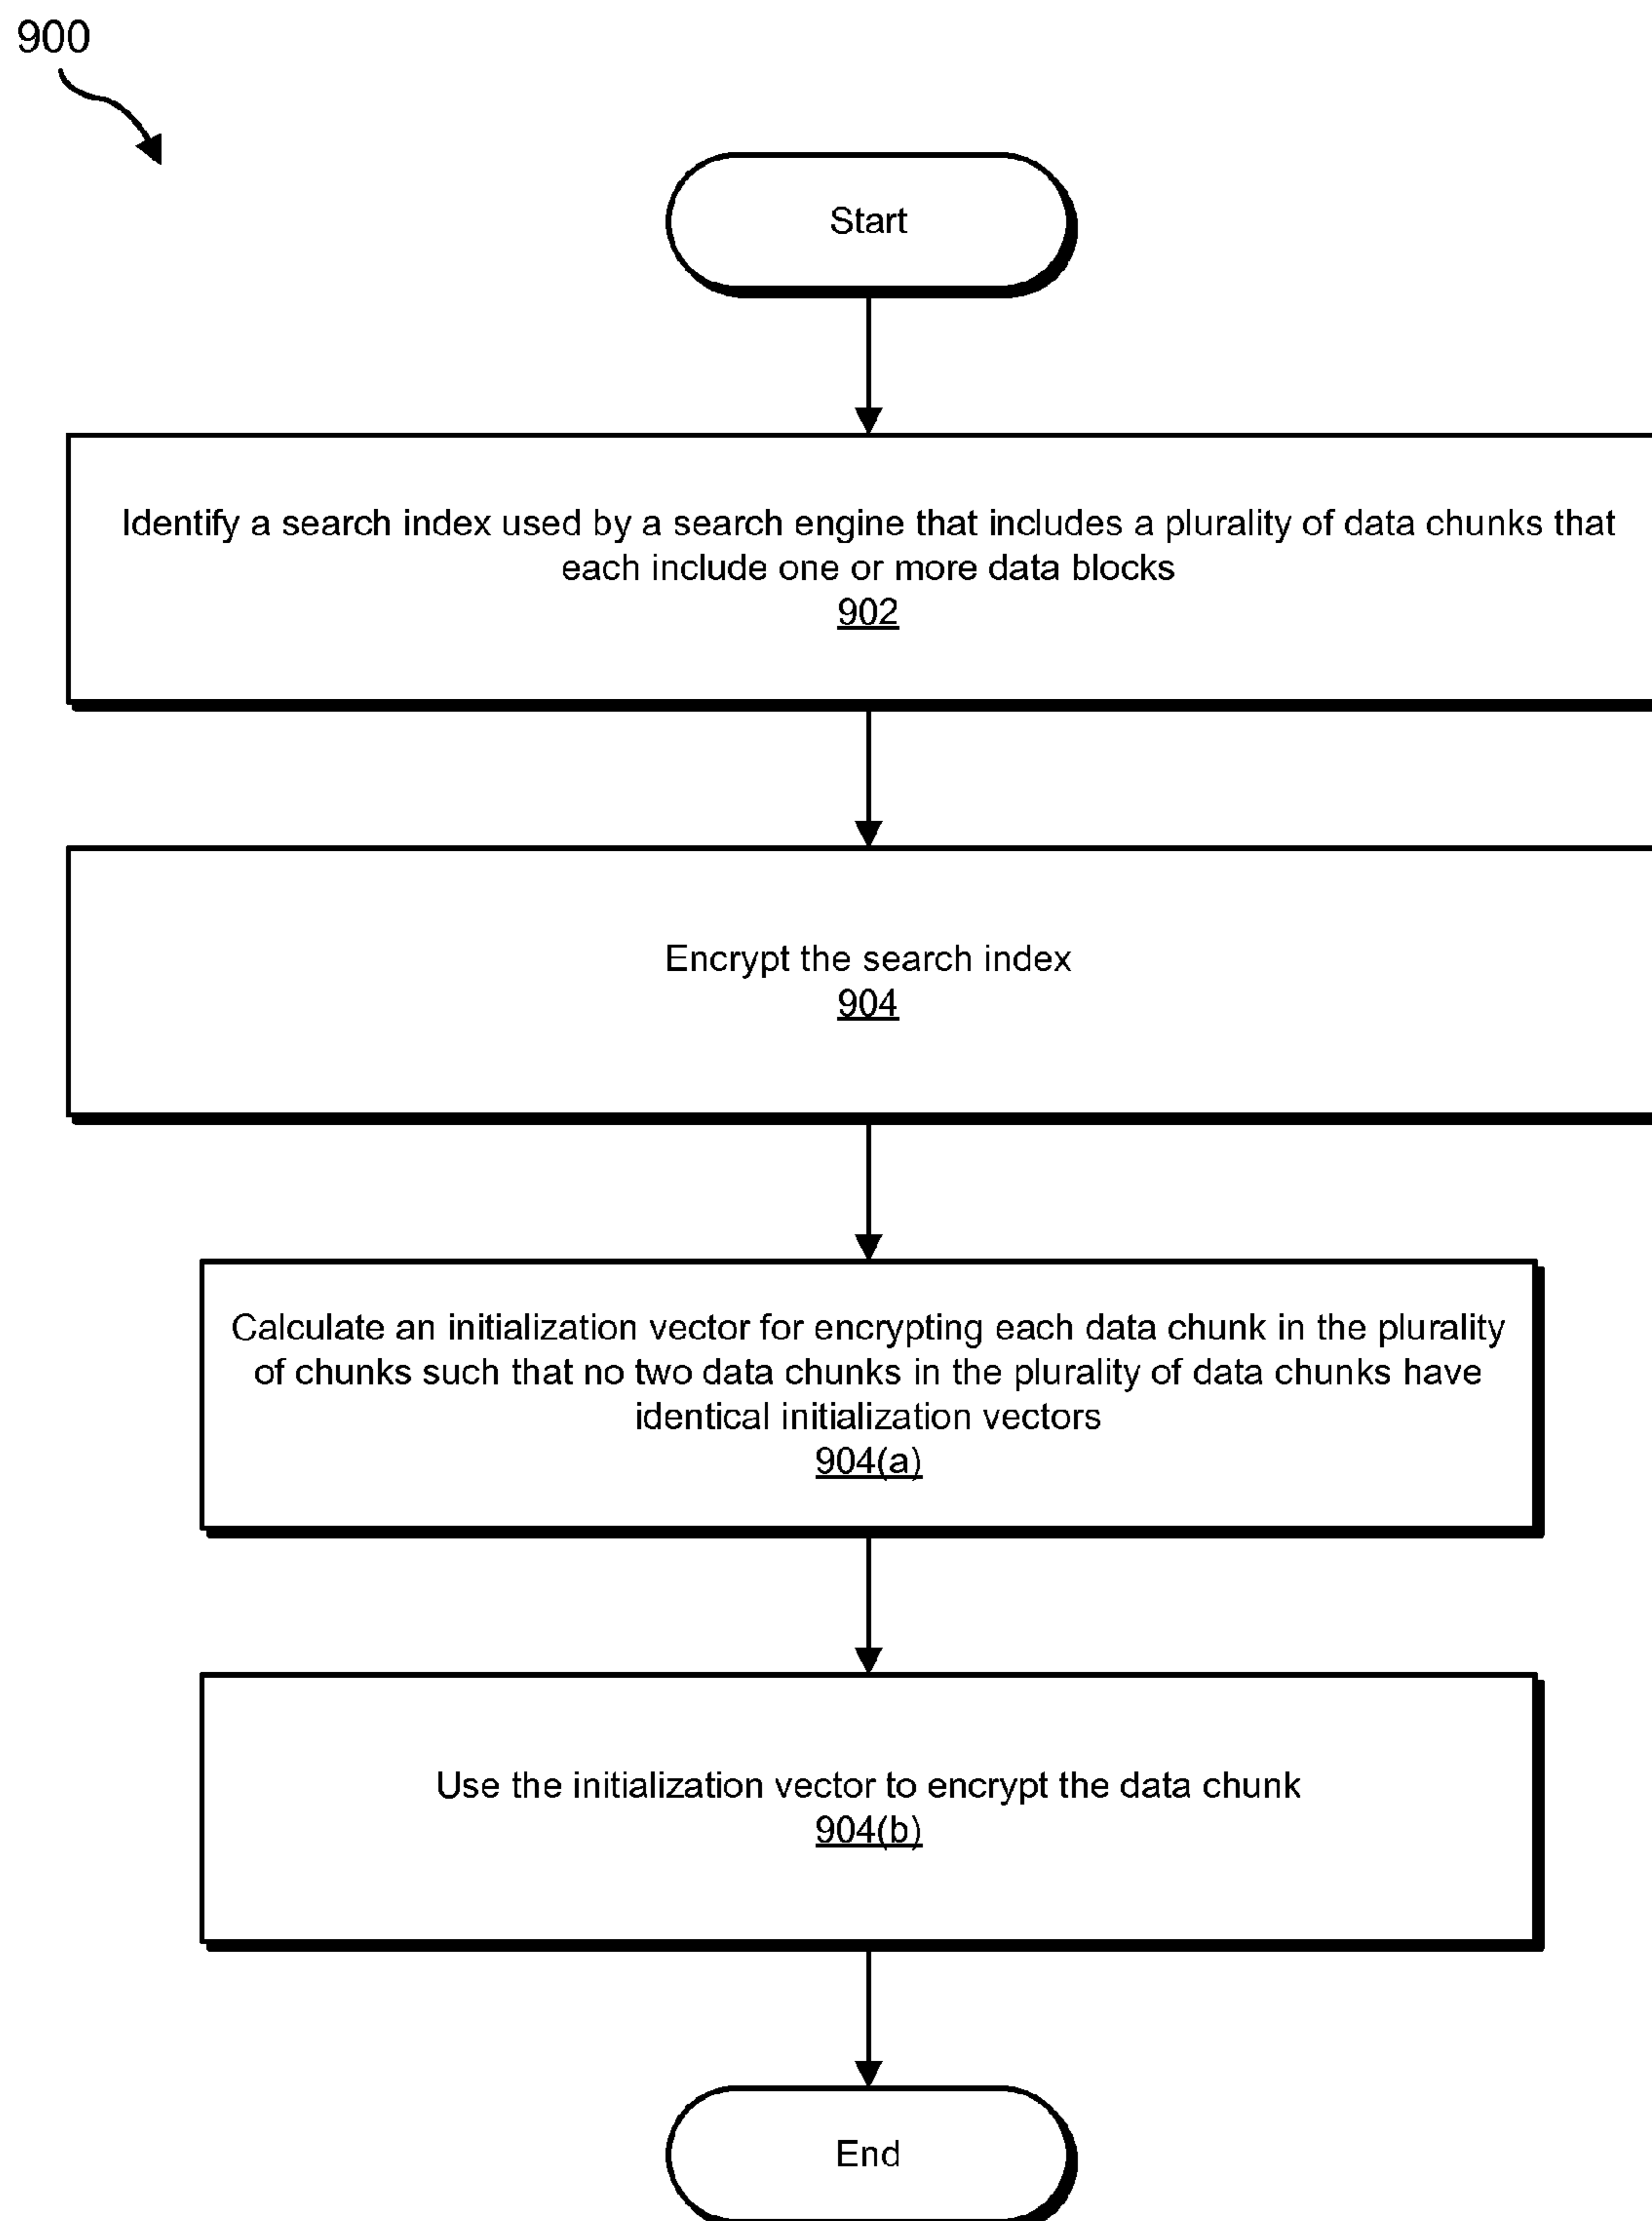 900
Start
Identify a search index used by a search engine that includes a plurality of data chunks that
each include one or more data blocks
902
Encrypt the search index
904
Calculate an initialization vector for encrypting each data chunk in the plurality
of chunks such that no two data chunks in the plurality of data chunks have
identical initialization vectors
904(a)
Use the initialization vector to encrypt the data chunk
904(b)
End